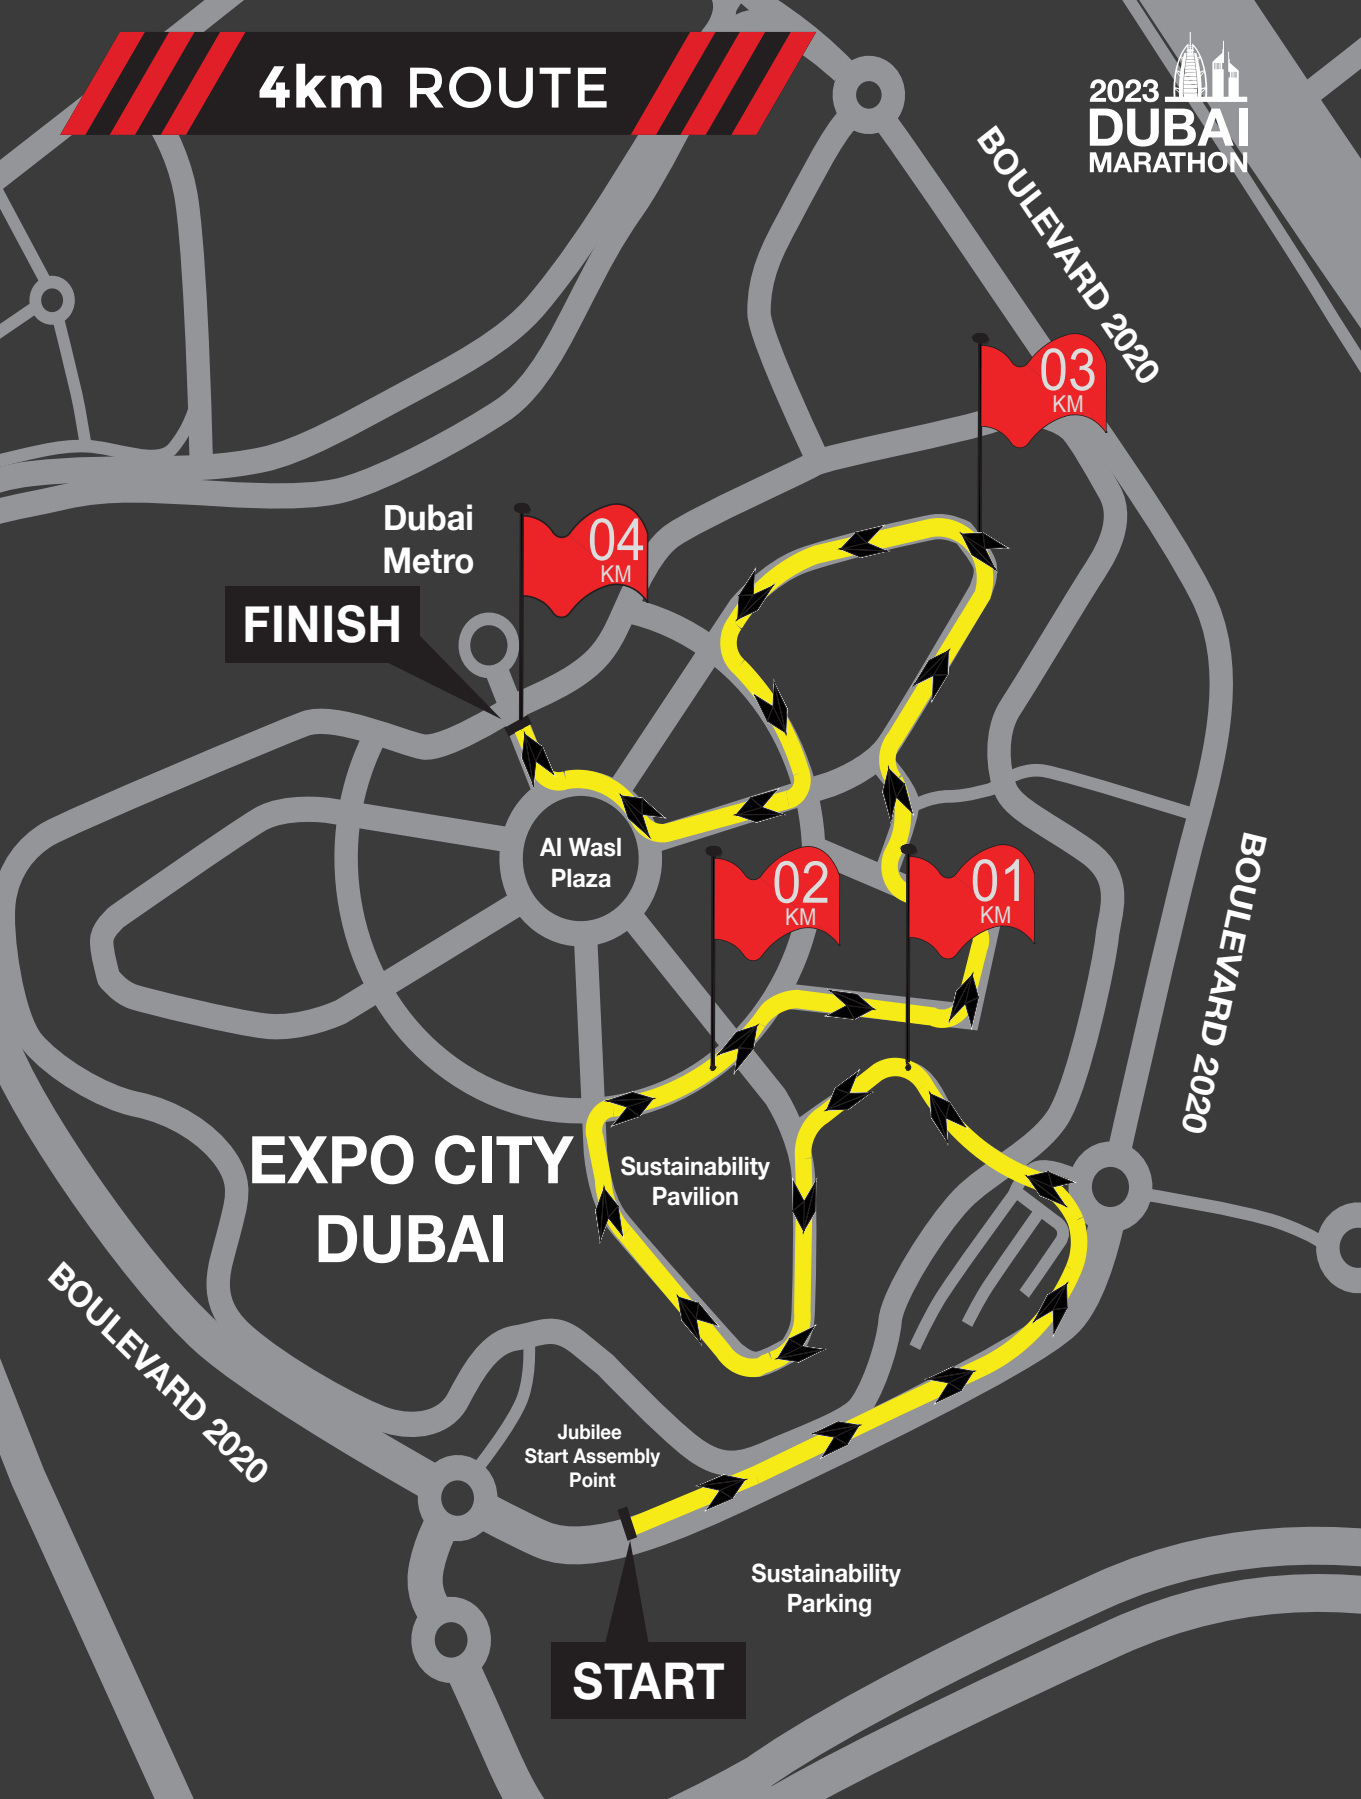 4km ROUTE
2023
DUBAI
MARATHON
BOULEVARD 2020
03
KM
Dubai
Metro
04
KM
FINISH
Al Wasl
Plaza
02
KM
01
KM
BOULEVARD 2020
EXPO CITY
DUBAI
Sustainability
Pavilion
BOULEVARD 2020
Jubilee
Start Assembly
Point
Sustainability
Parking
START